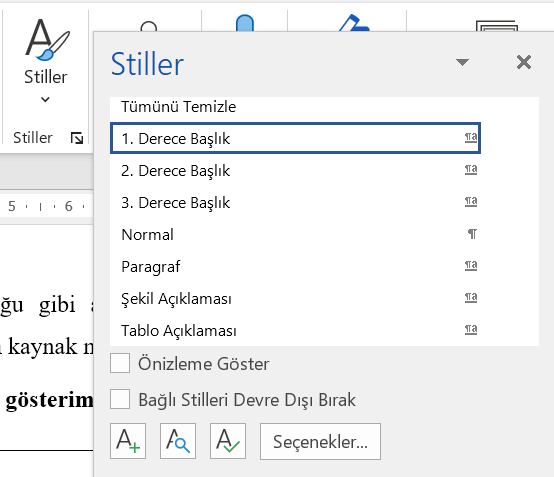 Stiller
Stiller
5 6
Stiller
Tümünü Temizle
1. Derece Başlık
2. Derece Başlık
3. Derece Başlık
Normal
Paragraf
Şekil Açıklaması
Tablo Açıklaması
Önizleme Göster
Bağlı Stilleri Devre Dışı Bırak
Seçenekler...
gibi
kaynak
gösterim